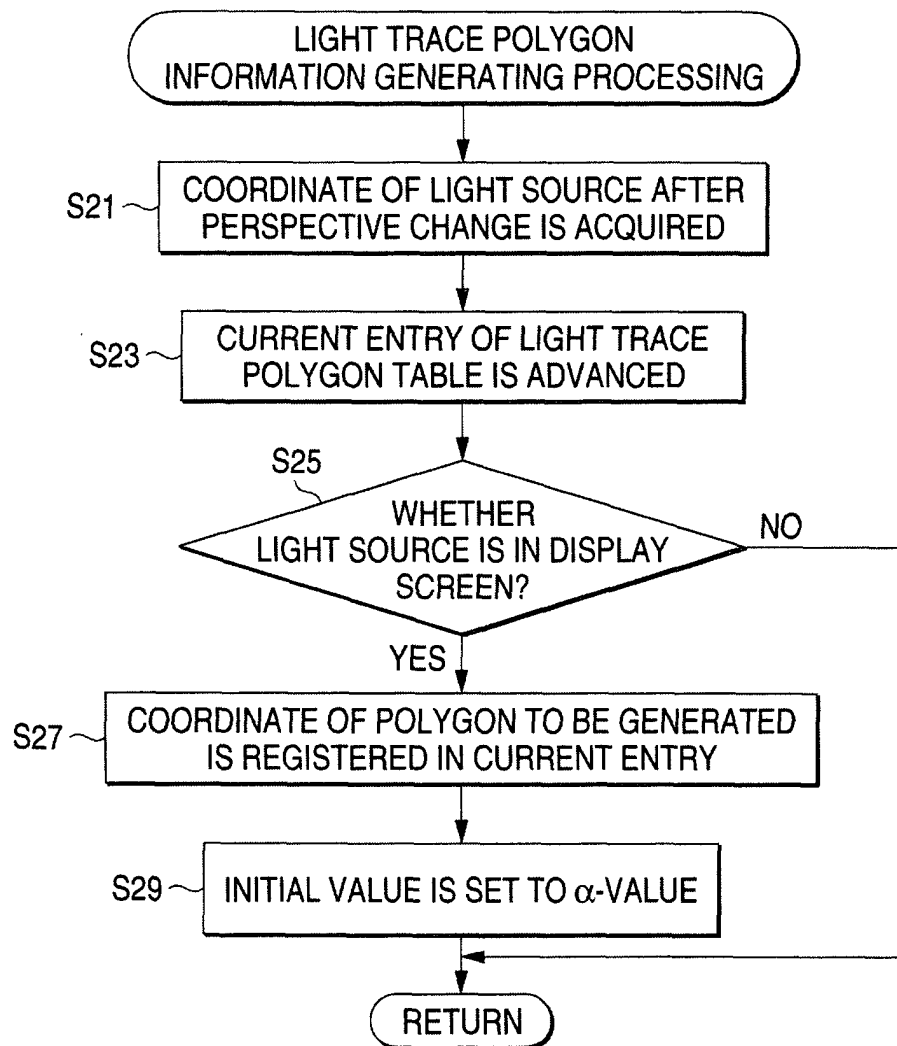 LIGHT TRACE POLYGON
INFORMATION GENERATING PROCESSING
S21
COORDINATE OF LIGHT SOURCE AFTER
PERSPECTIVE CHANGE IS ACQUIRED
S23
CURRENT ENTRY OF LIGHT TRACE
POLYGON TABLE IS ADVANCED
S25
WHETHER
LIGHT SOURCE IS IN DISPLAY
SCREEN?
NO
YES
S27
COORDINATE OF POLYGON TO BE GENERATED
IS REGISTERED IN CURRENT ENTRY
S29
INITIAL VALUE IS SET TO α-VALUE
RETURN